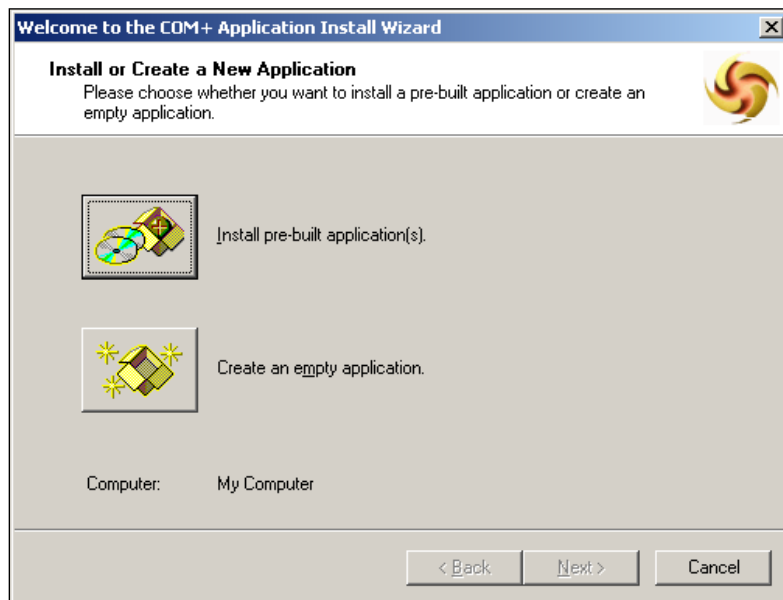 Welcome to the COM+ Application Install Wizard
Install or Create a New Application
Please choose whether you want to install a pre-built application or create an
empty application.
Install pre-built application(s).
Create an empty application.
Computer: My Computer
< Back Next > Cancel